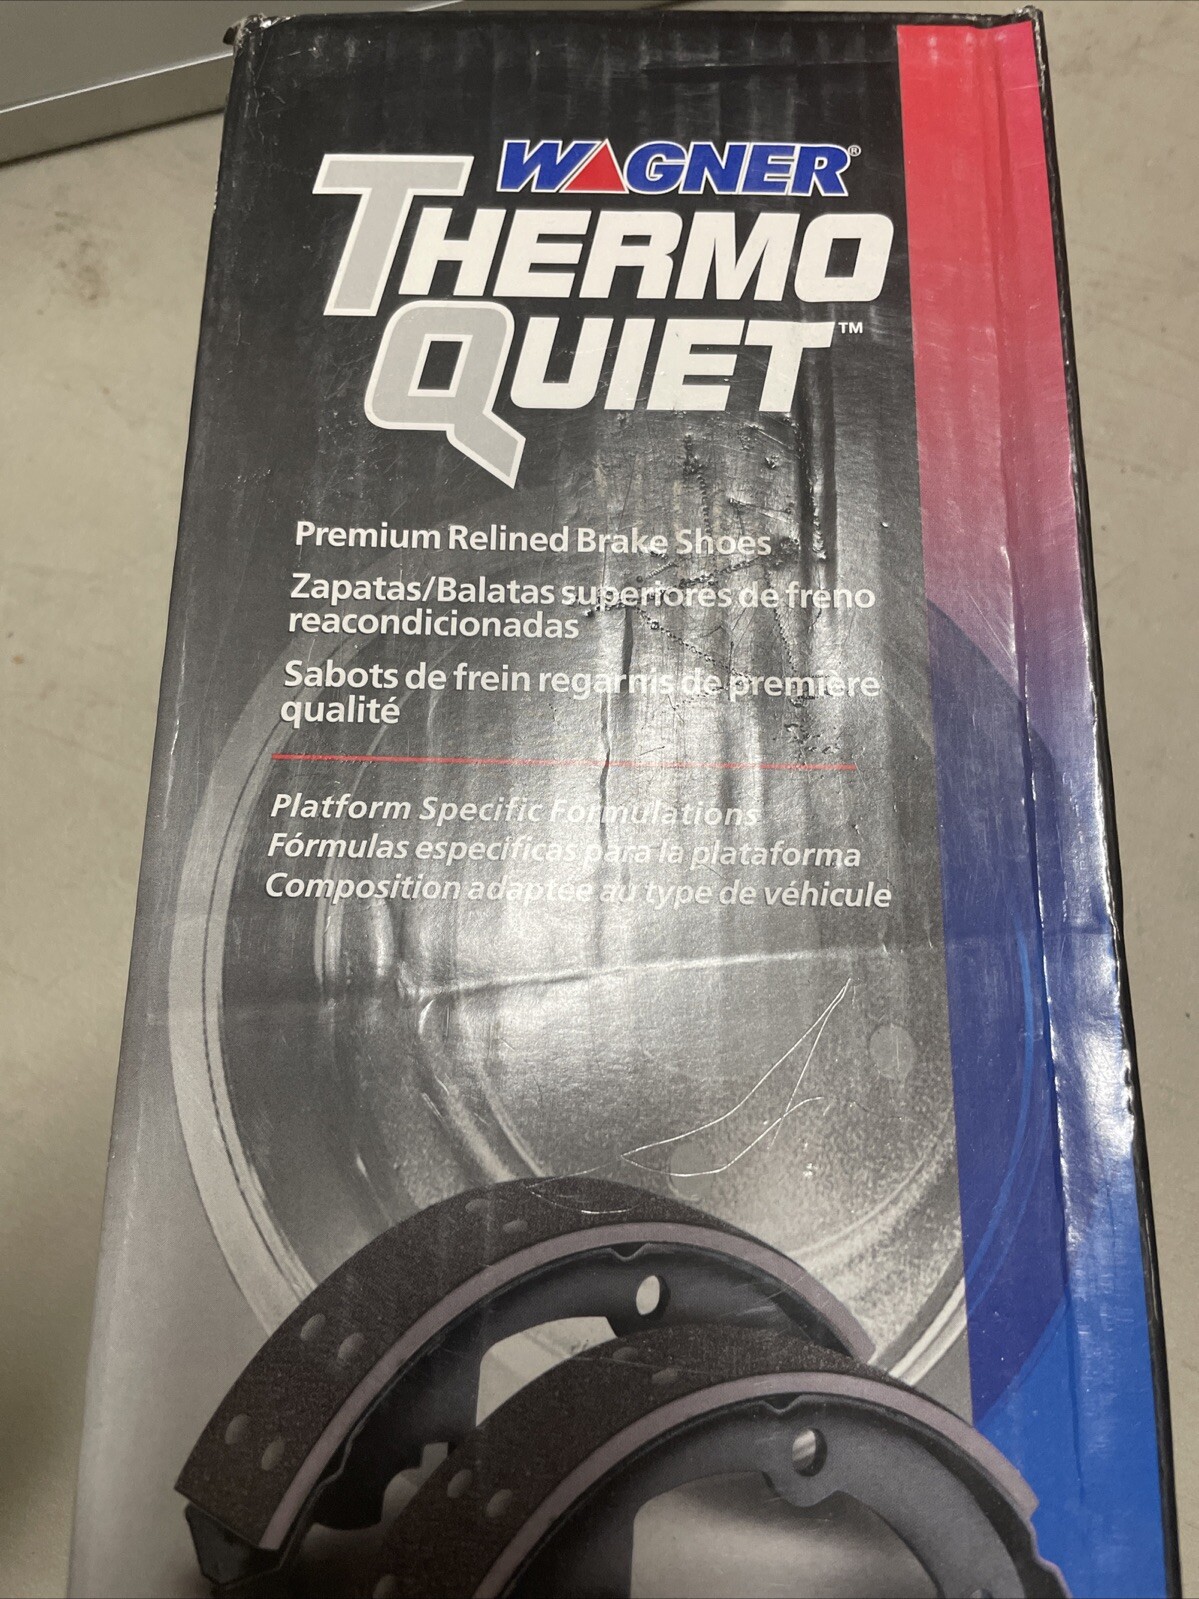 WAGNER®
THERMO
QUIET™
Premium Relined Brake Shoes
Zapatas/Balatas superiores de freno
reacondicionadas
Sabots de frein regarnis de première
qualité
Platform Specific Formulations
Fórmulas específicas para la plataforma
Composition adaptée au type de véhicule